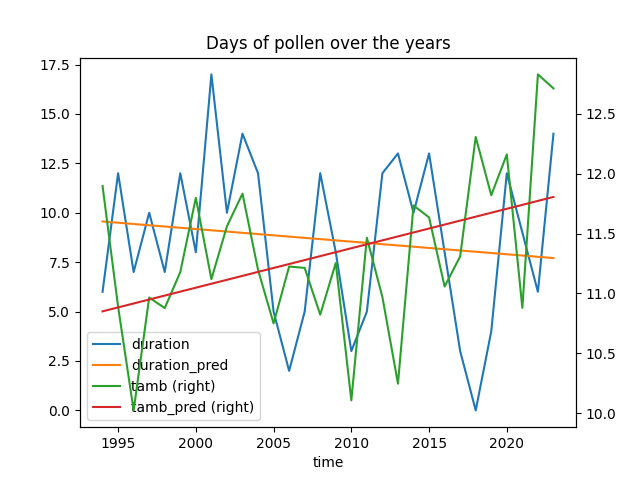 Days of pollen over the years
17.5
15.0
12.5
10.0
7.5
5.0
2.5
0.0
12.5
12.0
11.5
11.0
10.5
10.0
duration
duration_pred
tamb (right)
tamb_pred (right)
1995 2000 2005 2010 2015 2020
time